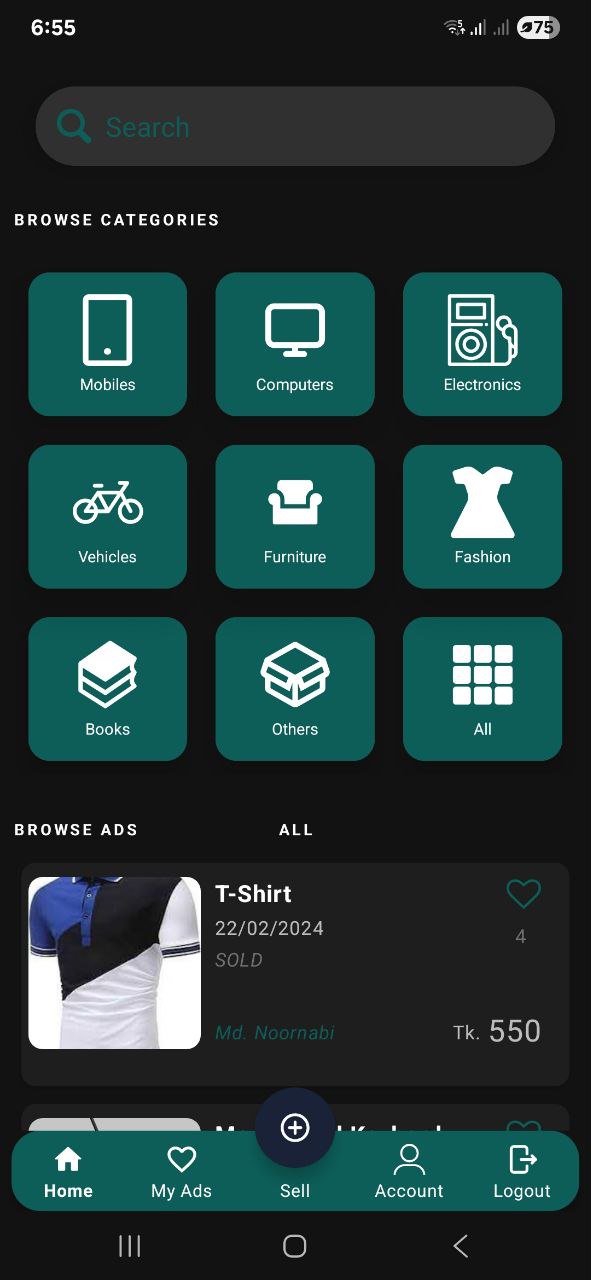 6:55
5
75
Search
BROWSE CATEGORIES
Mobiles Computers Electronics
Vehicles Furniture Fashion
Books Others All
BROWSE ADS ALL
T-Shirt
22/02/2024
4
SOLD
Md. Noornabi Tk. 550
Home My Ads Sell Account Logout